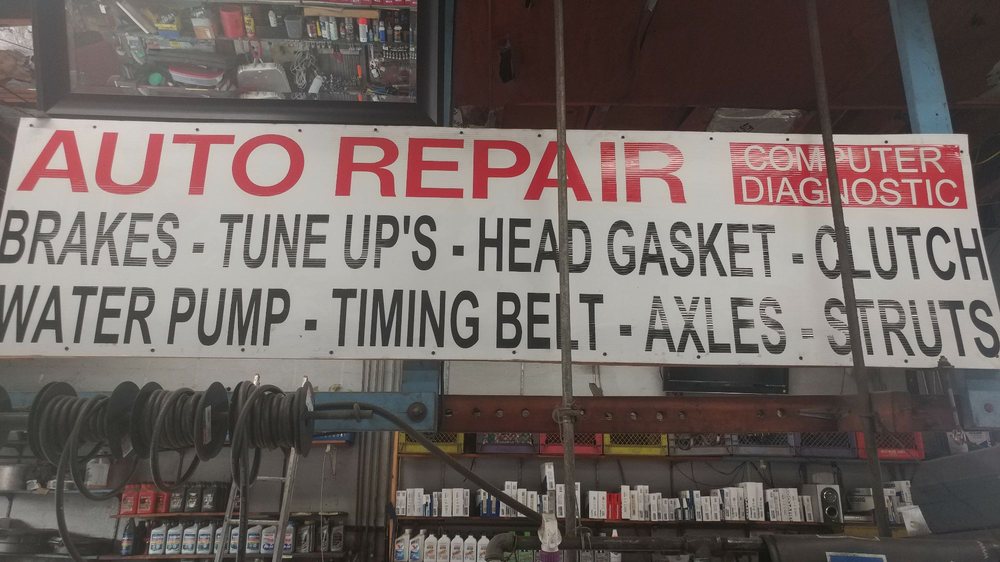 AUTO REPAIR
COMPUTER
DIAGNOSTIC
BRAKES - TUNE UP'S - HEAD GASKET - CLUTCH
WATER PUMP - TIMING BELT - AXLES - STRUTS